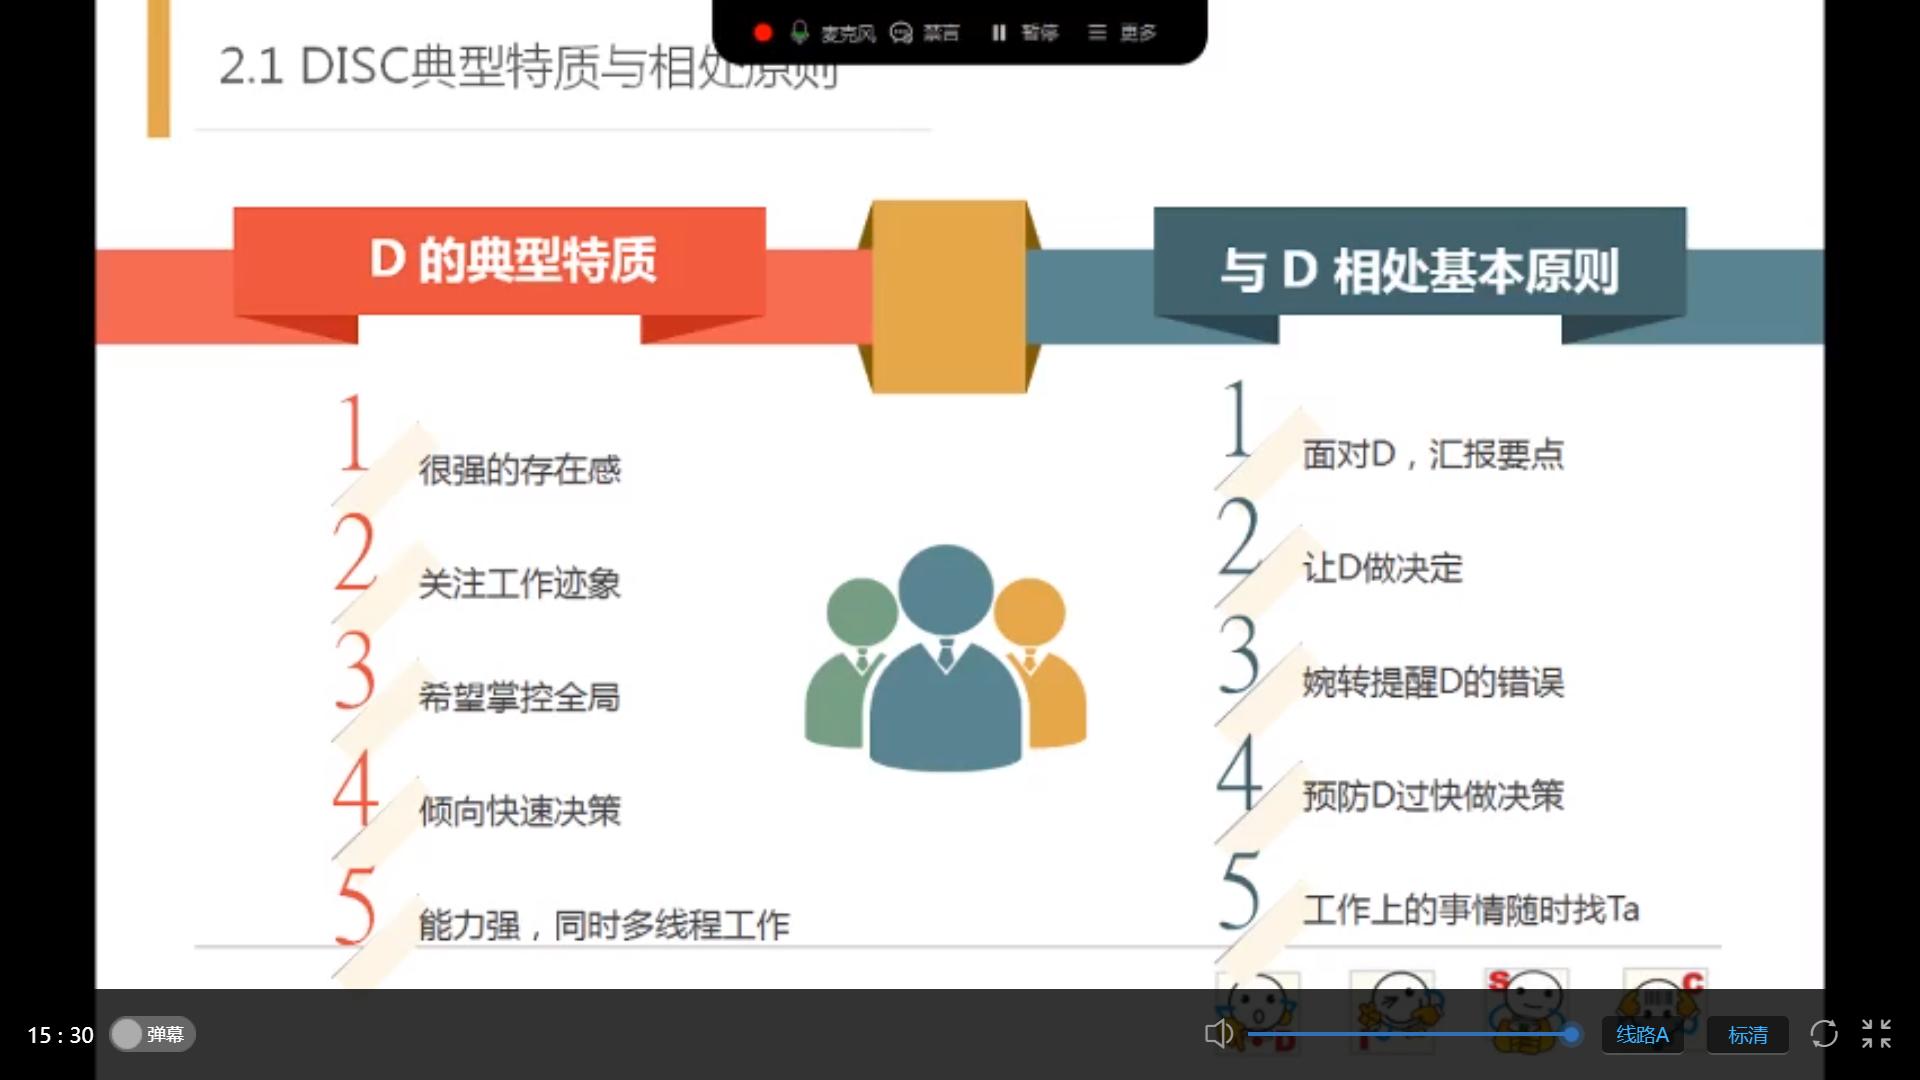 麦克风 禁言 暂停 更多
2.1 DISC典型特质与相处原则
D 的典型特质
与 D 相处基本原则
1 很强的存在感
2 关注工作迹象
3 希望掌控全局
4 倾向快速决策
5 能力强，同时多线程工作
1 面对D，汇报要点
2 让D做决定
3 婉转提醒D的错误
4 预防D过快做决策
5 工作上的事情随时找Ta
D
I
S
C
15 : 30 弹幕
线路A 标清